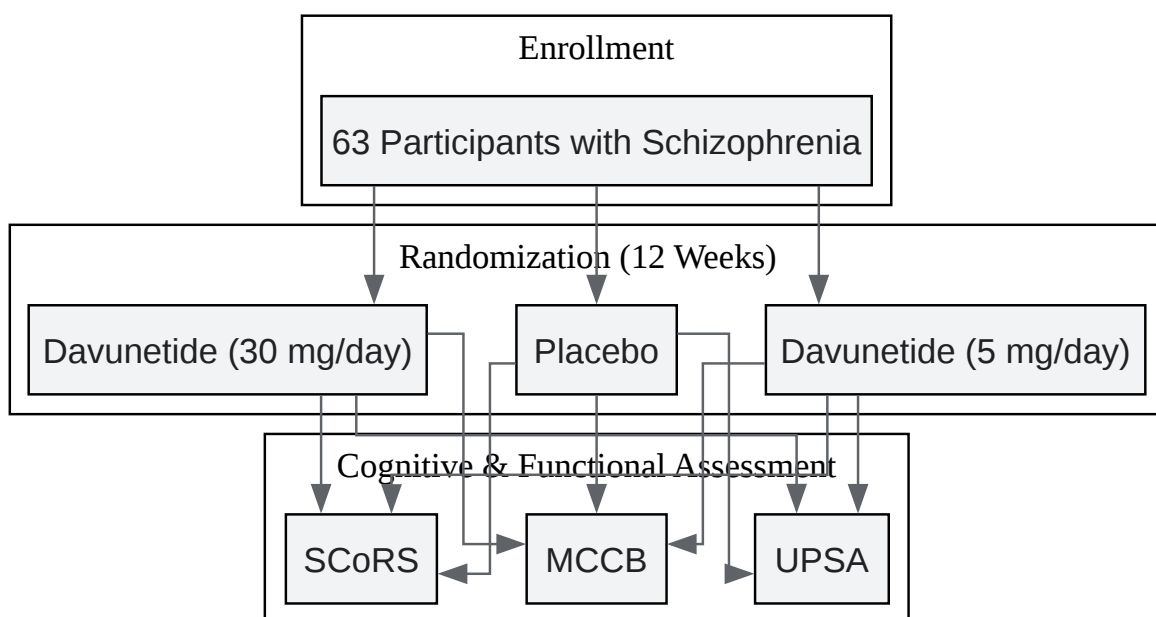 Enrollment
63 Participants with Schizophrenia
Randomization (12 Weeks)
Davunetide (30 mg/day)
Placebo
Davunetide (5 mg/day)
Cognitive & Functional Assessment
SCoRS
MCCB
UPSA